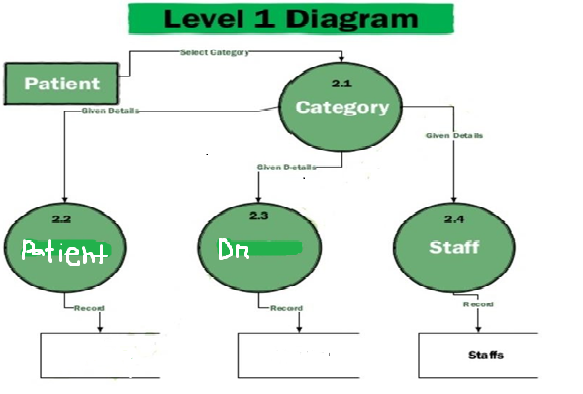 Level 1 Diagram
Select Category
Patient
2.1
Category
Given Details
Given Details
Given Details
2.2
Patient
2.3
Dr
2.4
Staff
Record
Record
Record
Staffs